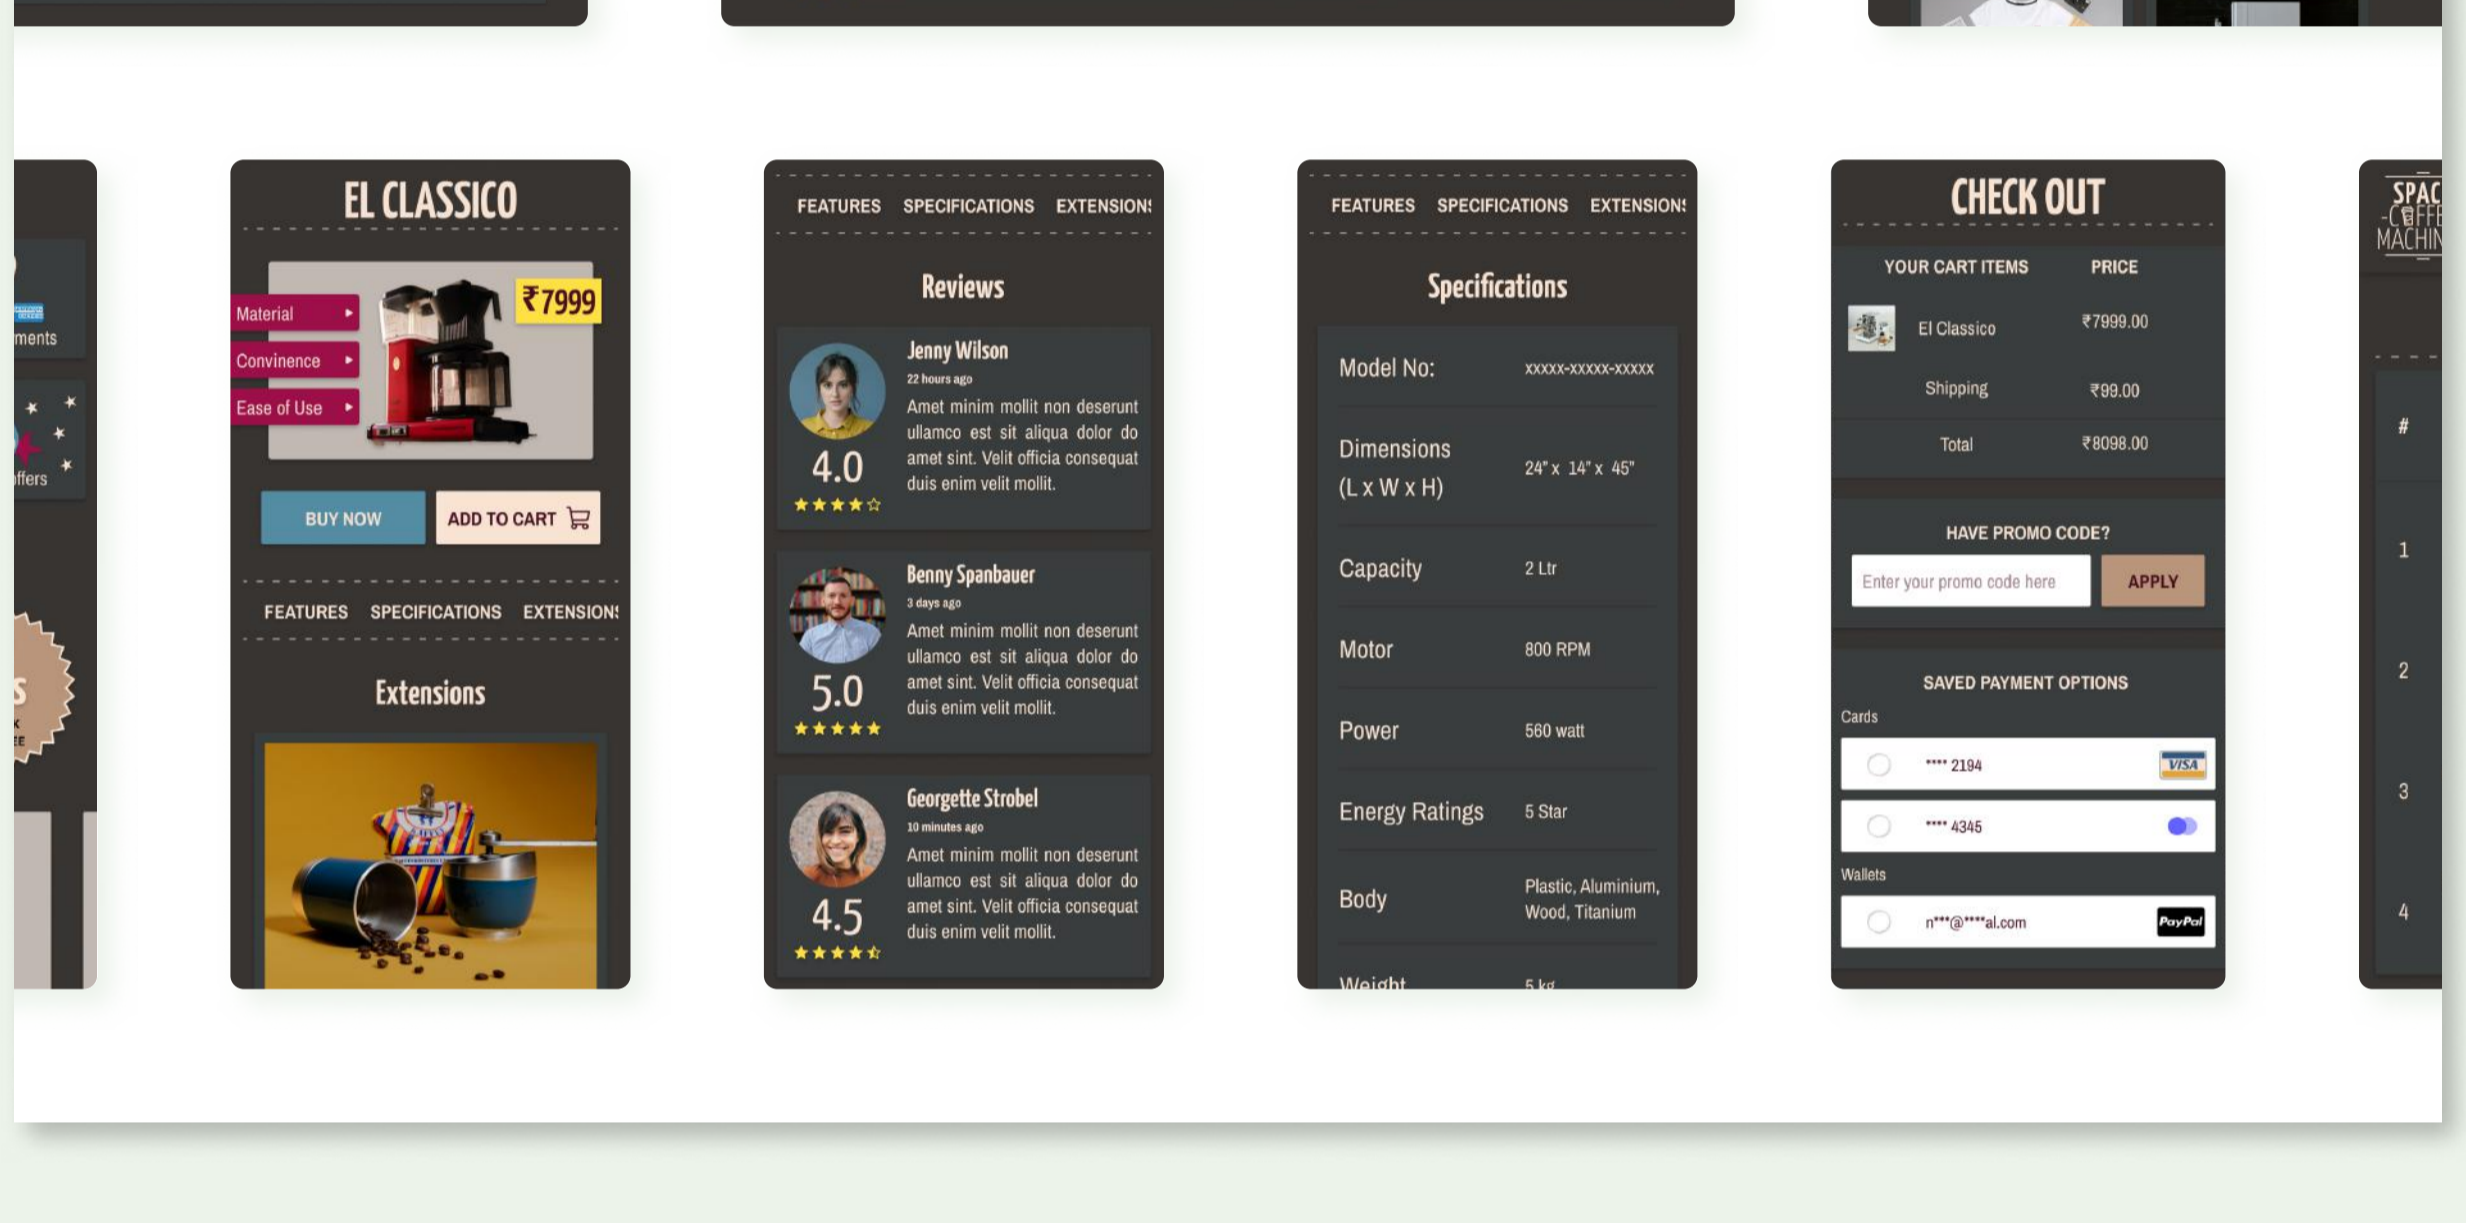 ments
EL CLASSICO
₹7999
Material
Convinence
Ease of Use
BUY NOW
ADD TO CART
FEATURES SPECIFICATIONS EXTENSIONS
Extensions
FEATURES SPECIFICATIONS EXTENSIONS
Reviews
Jenny Wilson
22 hours ago
Amet minim mollit non deserunt
ullamco est sit aliqua dolor do
amet sint. Velit officia consequat
duis enim velit mollit.
4.0
Benny Spanbauer
3 days ago
Amet minim mollit non deserunt
ullamco est sit aliqua dolor do
amet sint. Velit officia consequat
duis enim velit mollit.
5.0
Georgette Strobel
10 minutes ago
Amet minim mollit non deserunt
ullamco est sit aliqua dolor do
amet sint. Velit officia consequat
duis enim velit mollit.
4.5
FEATURES SPECIFICATIONS EXTENSIONS
Specifications
Model No: xxxxx-xxxxx-xxxxx
Dimensions
(L x W x H) 24" x 14" x 45"
Capacity 2 Ltr
Motor 800 RPM
Power 560 watt
Energy Ratings 5 Star
Body Plastic, Aluminium,
Wood, Titanium
Weight 5 kg
CHECK OUT
YOUR CART ITEMS PRICE
El Classico ₹7999.00
Shipping ₹99.00
Total ₹8098.00
HAVE PROMO CODE?
Enter your promo code here APPLY
SAVED PAYMENT OPTIONS
Cards
**** 2194 VISA
**** 4345
Wallets
n***@****al.com PayPal
SPAC
MACHIN
#
1
2
3
4